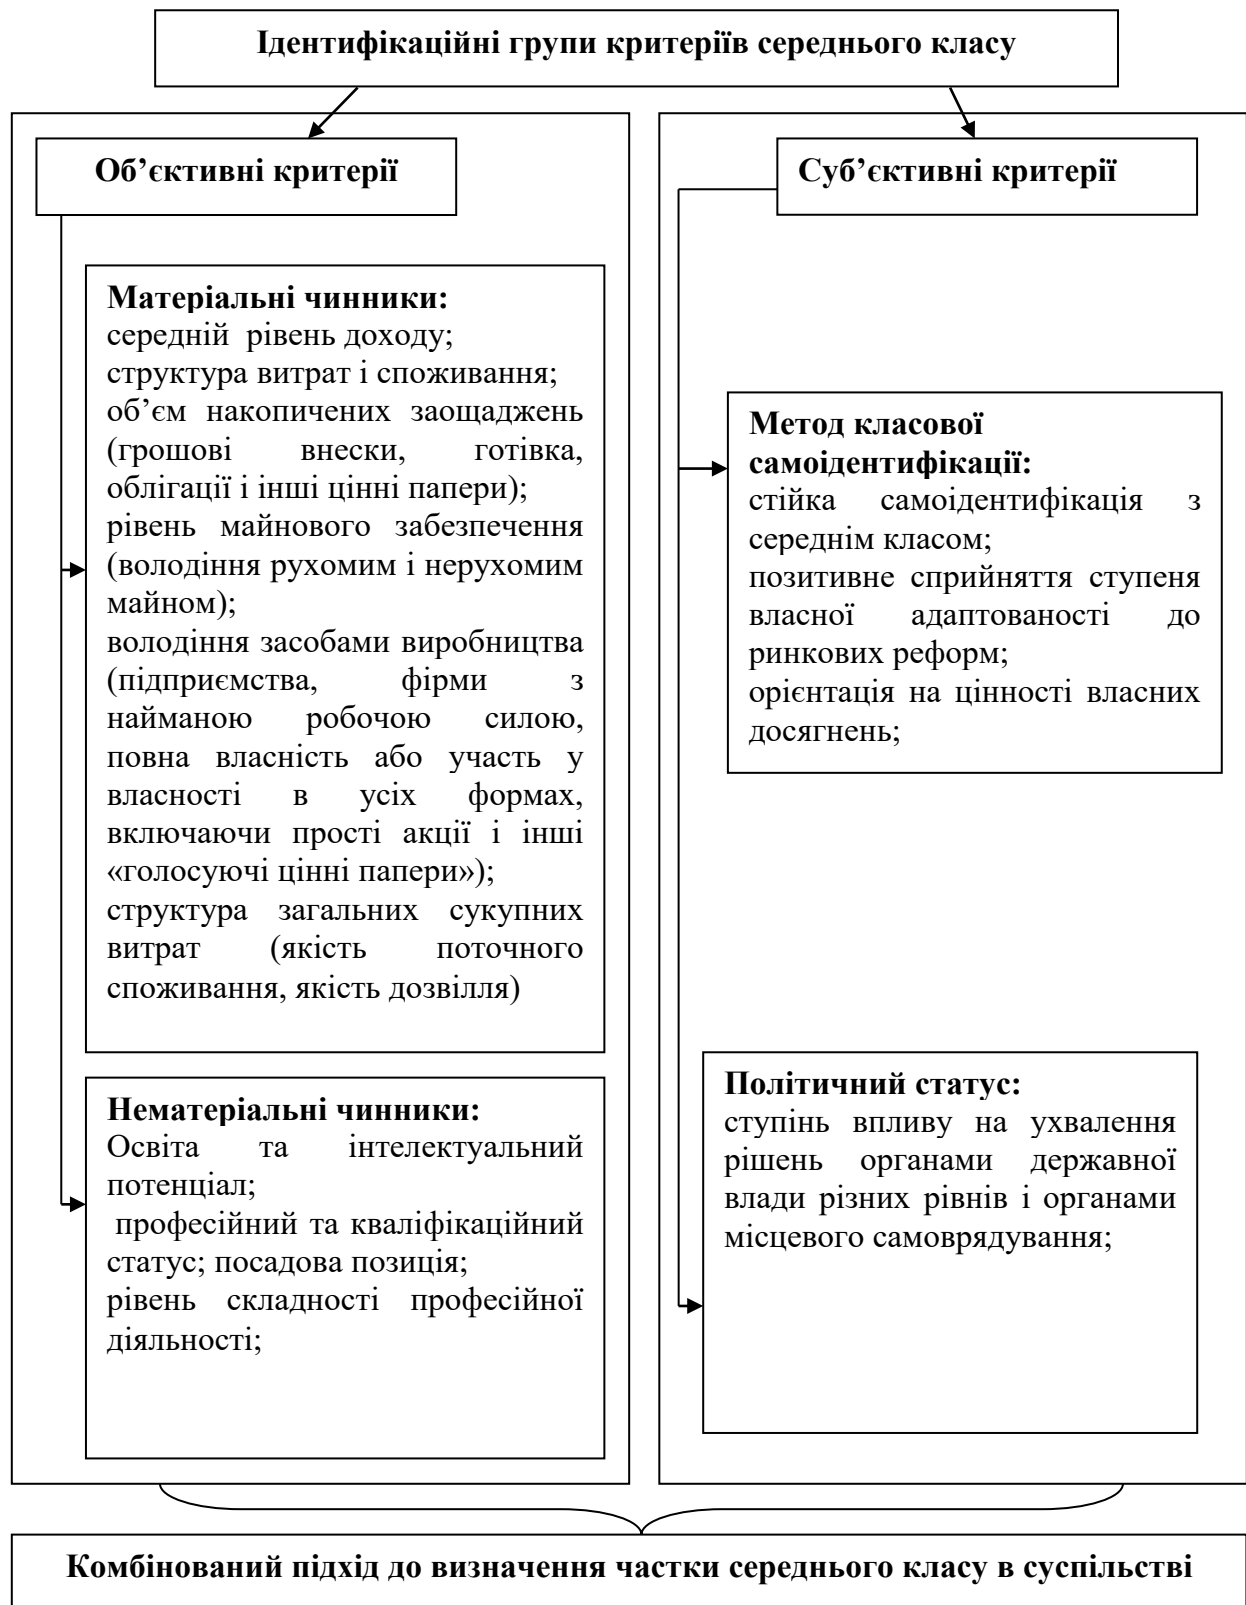 Ідентифікаційні групи критеріїв середнього класу
Об’єктивні критерії
Матеріальні чинники:
середній рівень доходу;
структура витрат і споживання;
об’єм накопичених заощаджень
(грошові внески, готівка,
облігації і інші цінні папери);
рівень майнового забезпечення
(володіння рухомим і нерухомим
майном);
володіння засобами виробництва
(підприємства, фірми з
найманою робочою силою,
повна власність або участь у
власності в усіх формах,
включаючи прості акції і інші
«голосуючі цінні папери»);
структура загальних сукупних
витрат (якість поточного
споживання, якість дозвілля)
Нематеріальні чинники:
Освіта та інтелектуальний
потенціал;
професійний та кваліфікаційний
статус; посадова позиція;
рівень складності професійної
діяльності;
Суб’єктивні критерії
Метод класової
самоідентифікації:
стійка самоідентифікація з
середнім класом;
позитивне сприйняття ступеня
власної адаптованості до
ринкових реформ;
орієнтація на цінності власних
досягнень;
Політичний статус:
ступінь впливу на ухвалення
рішень органами державної
влади різних рівнів і органами
місцевого самоврядування;
Комбінований підхід до визначення частки середнього класу в суспільстві